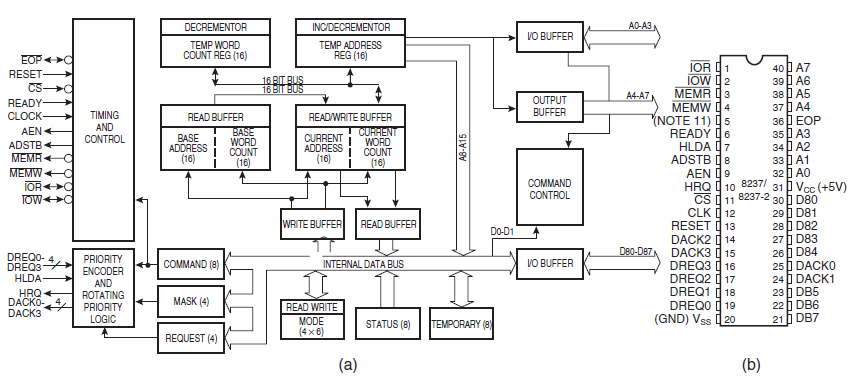 EOP
RESET
CS
READY
CLOCK
AEN
ADSTB
MEMR
MEMW
IOR
IOW
TIMING
AND
CONTROL
DREQ0-
DREQ3
4
HLDA
HRQ
DACK0-
DACK3
4
PRIORITY
ENCODER
AND
ROTATING
PRIORITY
LOGIC
DECREMENTOR
TEMP WORD
COUNT REG (16)
INC/DECREMENTOR
TEMP ADDRESS
REG (16)
16 BIT BUS
16 BIT BUS
READ BUFFER
BASE
ADDRESS
(16)
BASE
WORD
COUNT
(16)
READ/WRITE BUFFER
CURRENT
ADDRESS
(16)
CURRENT
WORD
COUNT
(16)
WRITE BUFFER
READ BUFFER
A8-A15
D0-D1
INTERNAL DATA BUS
COMMAND (8)
MASK (4)
REQUEST (4)
READ WRITE
MODE
(4 × 6)
STATUS (8)
TEMPORARY (8)
I/O BUFFER
A0-A3
OUTPUT
BUFFER
A4-A7
COMMAND
CONTROL
I/O BUFFER
D80-D87
(a)
IOR 1 40 A7
IOW 2 39 A6
MEMR 3 38 A5
MEMW 4 37 A4
(NOTE 11) 5 36 EOP
READY 6 35 A3
HLDA 7 34 A2
ADSTB 8 33 A1
AEN 9 32 A0
HRQ 10 8237/ 31 VCC (+5V)
CS 11 8237-2 30 D80
CLK 12 29 D81
RESET 13 28 D82
DACK2 14 27 D83
DACK3 15 26 D84
DREQ3 16 25 DACK0
DREQ2 17 24 DACK1
DREQ1 18 23 DB5
DREQ0 19 22 DB6
(GND) VSS 20 21 DB7
(b)